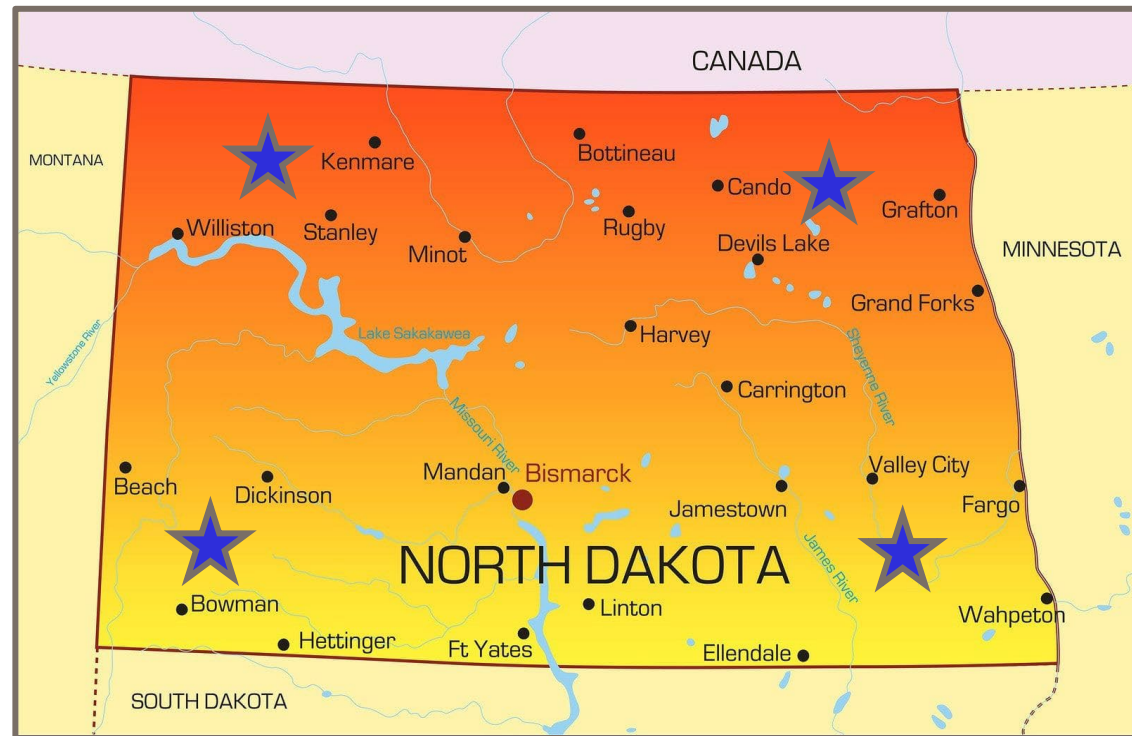 CANADA
MONTANA
Kenmare
Bottineau
Cando
Grafton
Williston
Stanley
Minot
Rugby
Devils Lake
MINNESOTA
Grand Forks
Yellowstone River
Lake Sakakawea
Harvey
Sheyenne River
Carrington
Missouri River
Beach
Dickinson
Mandan
Bismarck
Valley City
Jamestown
Fargo
James River
NORTH DAKOTA
Bowman
Linton
Wahpeton
Hettinger
Ft Yates
Ellendale
SOUTH DAKOTA